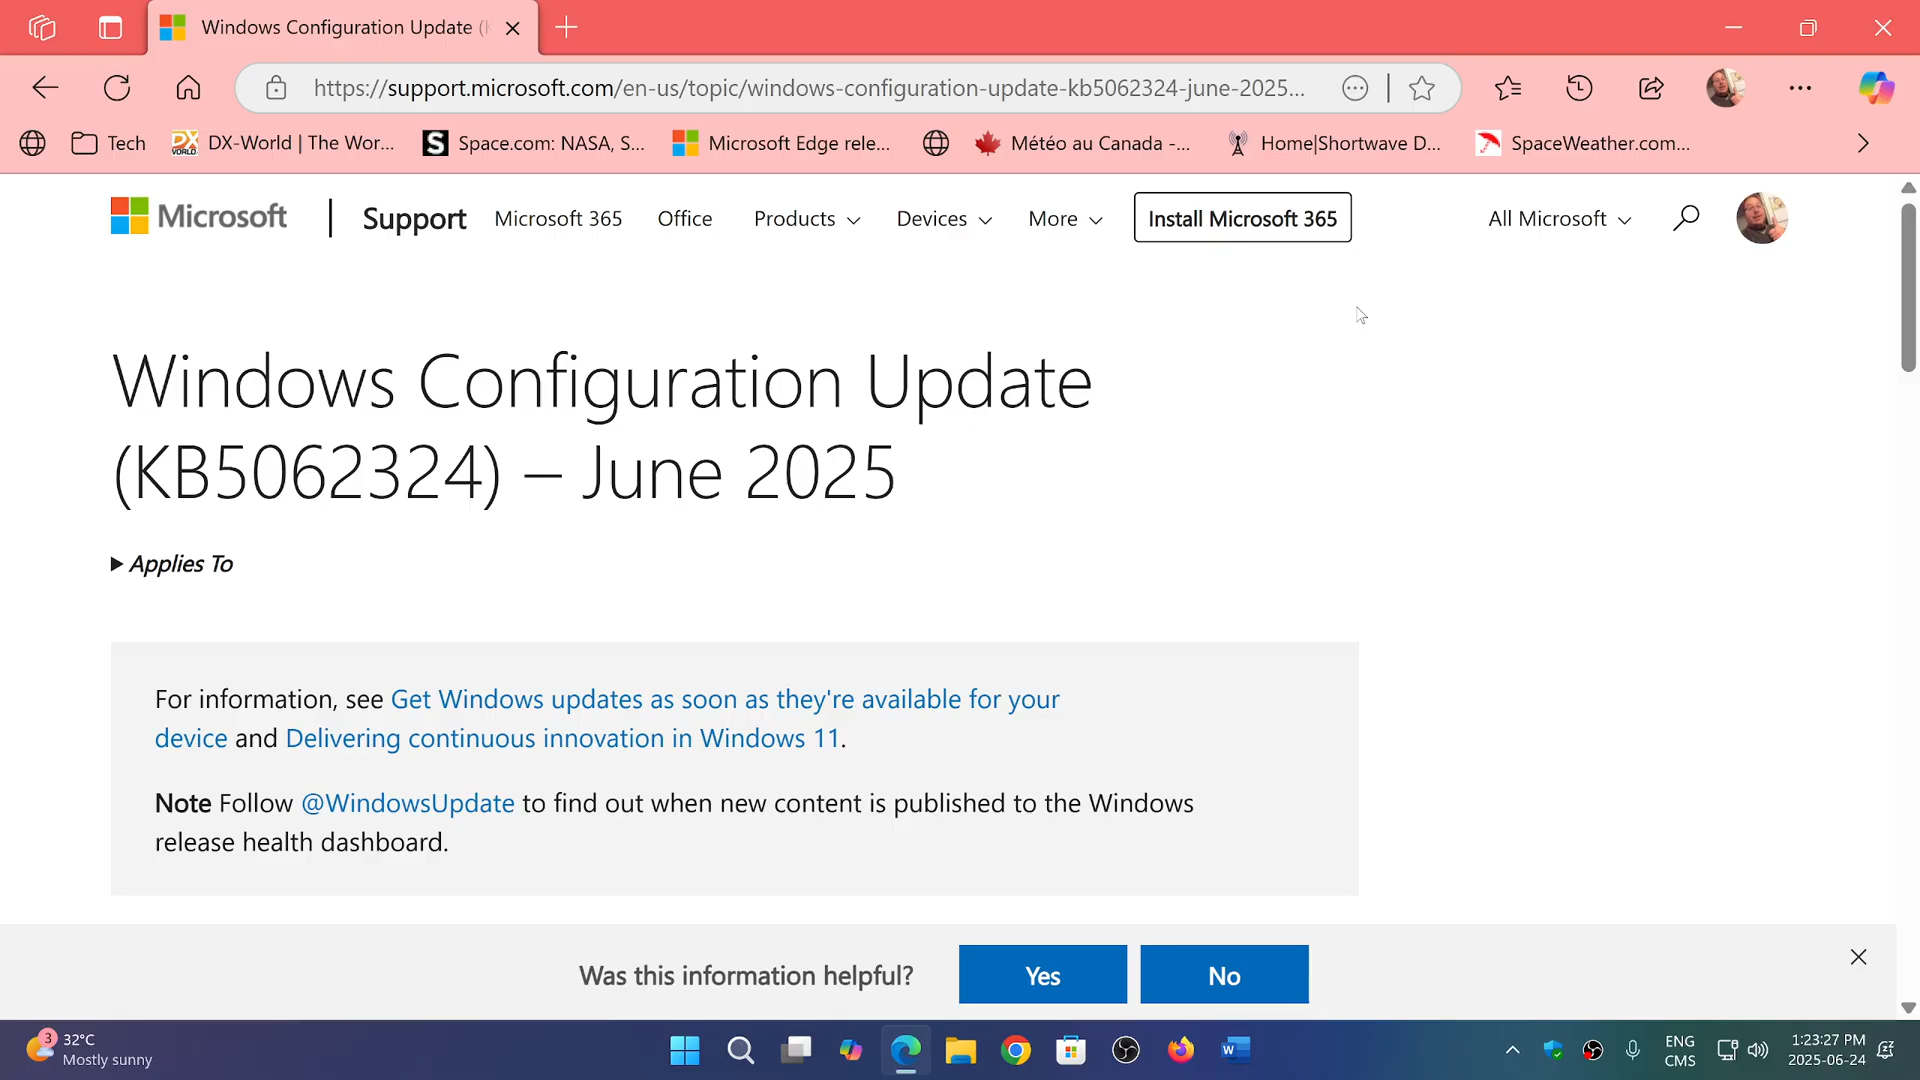 Windows Configuration Update (
https://support.microsoft.com/en-us/topic/windows-configuration-update-kb5062324-june-2025...
Tech
DX-World | The Wor...
S Space.com: NASA, S...
Microsoft Edge rele...
Météo au Canada -...
Home|Shortwave D...
SpaceWeather.com...
Microsoft
Support
Microsoft 365
Office
Products
Devices
More
Install Microsoft 365
All Microsoft
Windows Configuration Update
(KB5062324) – June 2025
Applies To
For information, see Get Windows updates as soon as they're available for your
device and Delivering continuous innovation in Windows 11.
Note Follow @WindowsUpdate to find out when new content is published to the Windows
release health dashboard.
Was this information helpful?
Yes
No
3
32°C
Mostly sunny
W
ENG
CMS
1:23:27 PM
2025-06-24